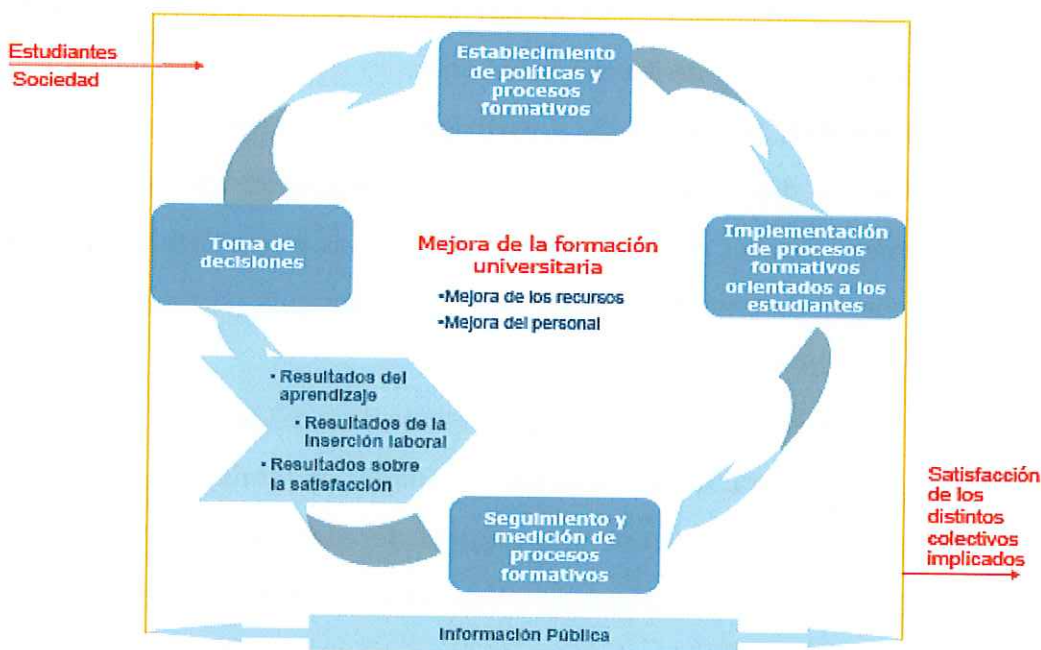 Estudiantes
Sociedad
Establecimiento
de políticas y
procesos
formativos
Toma de
decisiones
Mejora de la formación
universitaria
•Mejora de los recursos
•Mejora del personal
Implementación
de procesos
formativos
orientados a los
estudiantes
• Resultados del
aprendizaje
• Resultados de la
Inserción laboral
• Resultados sobre
la satisfacción
Seguimiento y
medición de
procesos
formativos
Satisfacción
de los
distintos
colectivos
implicados
Información Pública